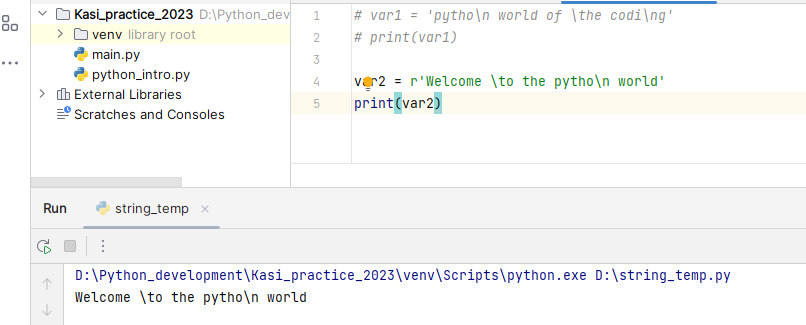 Kasi_practice_2023 D:\Python_dev
venv library root
main.py
python_intro.py
External Libraries
Scratches and Consoles
1 # var1 = 'pytho\n world of \the codi\ng'
2 # print(var1)
3
4 var2 = r'Welcome \to the pytho\n world'
5 print(var2)
Run string_temp
D:\Python_development\Kasi_practice_2023\venv\Scripts\python.exe D:\string_temp.py
Welcome \to the pytho\n world